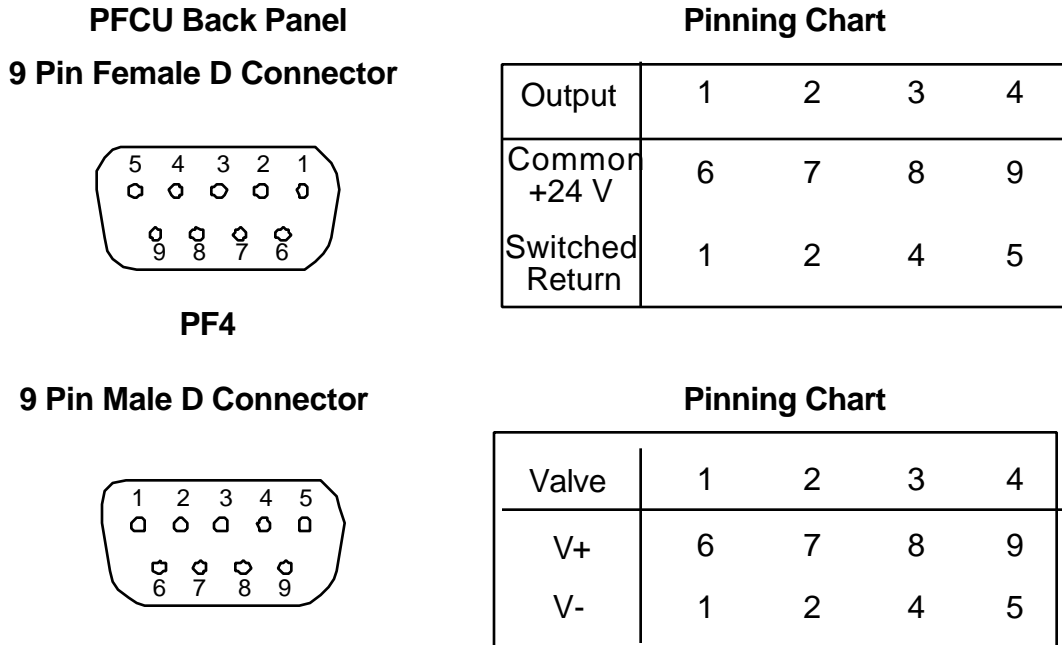 PFCU Back Panel
9 Pin Female D Connector
5 4 3 2 1
9 8 7 6
Pinning Chart
Output 1 2 3 4
Common
+24 V 6 7 8 9
Switched
Return 1 2 4 5
PF4
9 Pin Male D Connector
1 2 3 4 5
6 7 8 9
Pinning Chart
Valve 1 2 3 4
V+ 6 7 8 9
V- 1 2 4 5